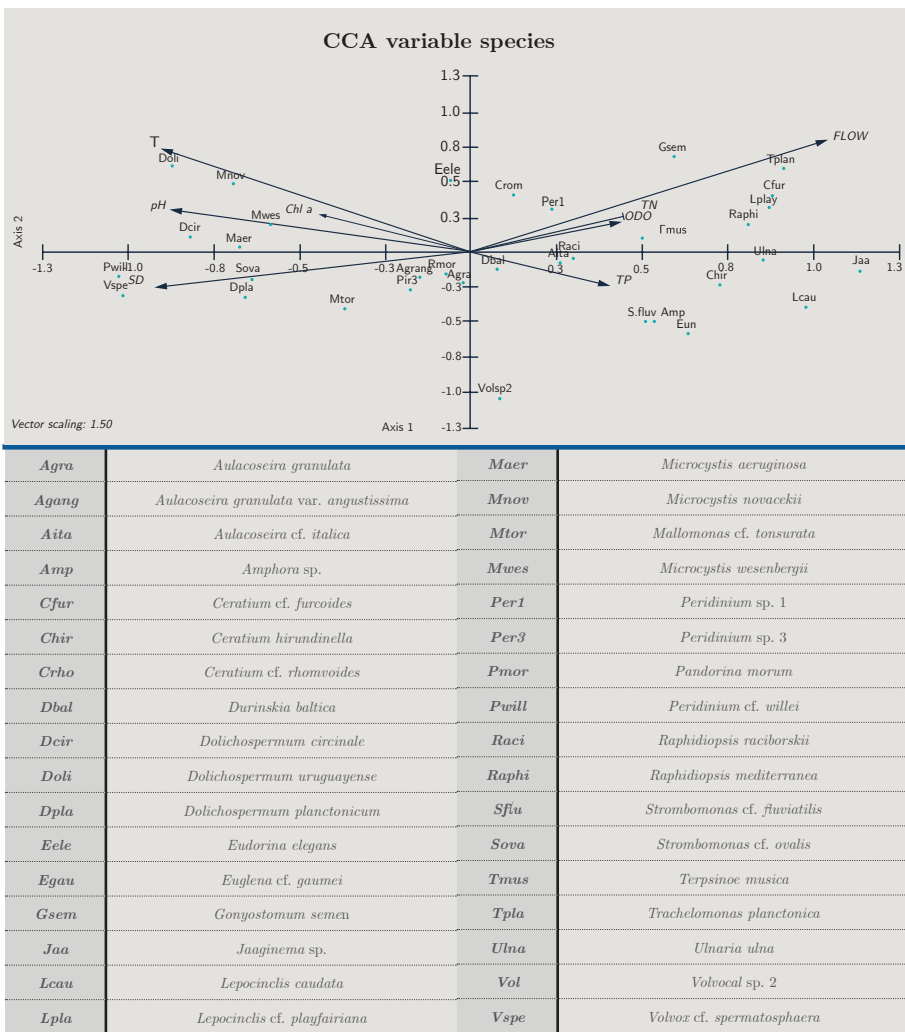 CCA variable species
1.3
1.0
0.8
0.5
0.3
-0.3
-0.5
-0.8
-1.0
-1.3
Axis 2
-1.3
-1.0
-0.8
-0.5
-0.3
0.3
0.5
0.8
1.0
1.3
T
Doli
Mnov
pH
Chl a
Mwes
Dcir
Maer
Pwill
SD
Vspe
Sova
Dpla
Mtor
Agrang
Pir3
Rmor
Agra
Eele
Crom
Per1
Gsem
FLOW
Tplan
Cfur
Lplay
Raphi
TN
ODO
Tmus
Raci
Aita
Dbal
Ulna
Jaa
Chir
TP
Lcau
S.fluv Amp
Eun
Volsp2
Vector scaling: 1.50
Axis 1
Agra Aulacoseira granulata Maer Microcystis aeruginosa
Agang Aulacoseira granulata var. angustissima Mnov Microcystis novacekii
Aita Aulacoseira cf. italica Mtor Mallomonas cf. tonsurata
Amp Amphora sp. Mwes Microcystis wesenbergii
Cfur Ceratium cf. furcoides Per1 Peridinium sp. 1
Chir Ceratium hirundinella Per3 Peridinium sp. 3
Crho Ceratium cf. rhomvoides Pmor Pandorina morum
Dbal Durinskia baltica Pwill Peridinium cf. willei
Dcir Dolichospermum circinale Raci Raphidiopsis raciborskii
Doli Dolichospermum uruguayense Raphi Raphidiopsis mediterranea
Dpla Dolichospermum planctonicum Sflu Strombomonas cf. fluviatilis
Eele Eudorina elegans Sova Strombomonas cf. ovalis
Egau Euglena cf. gaumei Tmus Terpsinoe musica
Gsem Gonyostomum semen Tpla Trachelomonas planctonica
Jaa Jaaginema sp. Ulna Ulnaria ulna
Lcau Lepocinclis caudata Vol Volvocal sp. 2
Lpla Lepocinclis cf. playfairiana Vspe Volvox cf. spermatosphaera